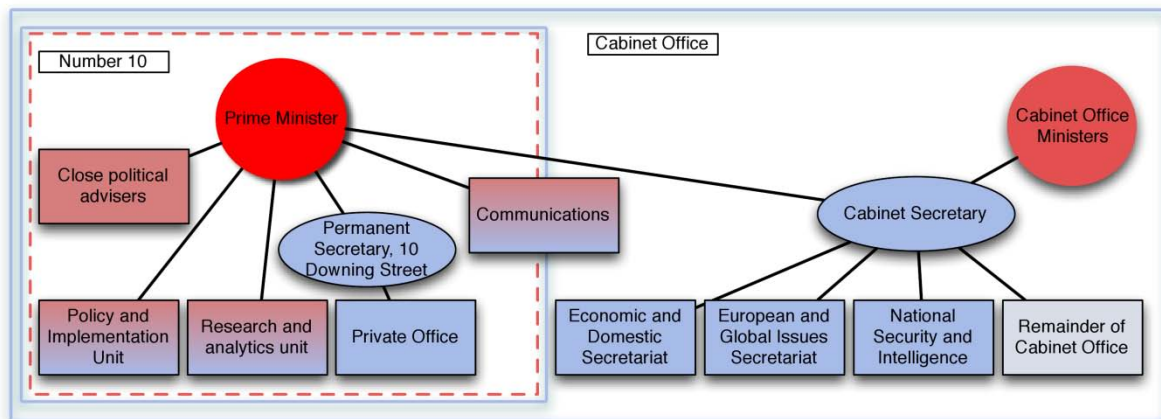 Number 10
Cabinet Office
Prime Minister
Cabinet Office
Ministers
Close political
advisers
Communications
Cabinet Secretary
Permanent
Secretary, 10
Downing Street
Policy and
Implementation
Unit
Research and
analytics unit
Private Office
Economic and
Domestic
Secretariat
European and
Global Issues
Secretariat
National
Security and
Intelligence
Remainder of
Cabinet Office